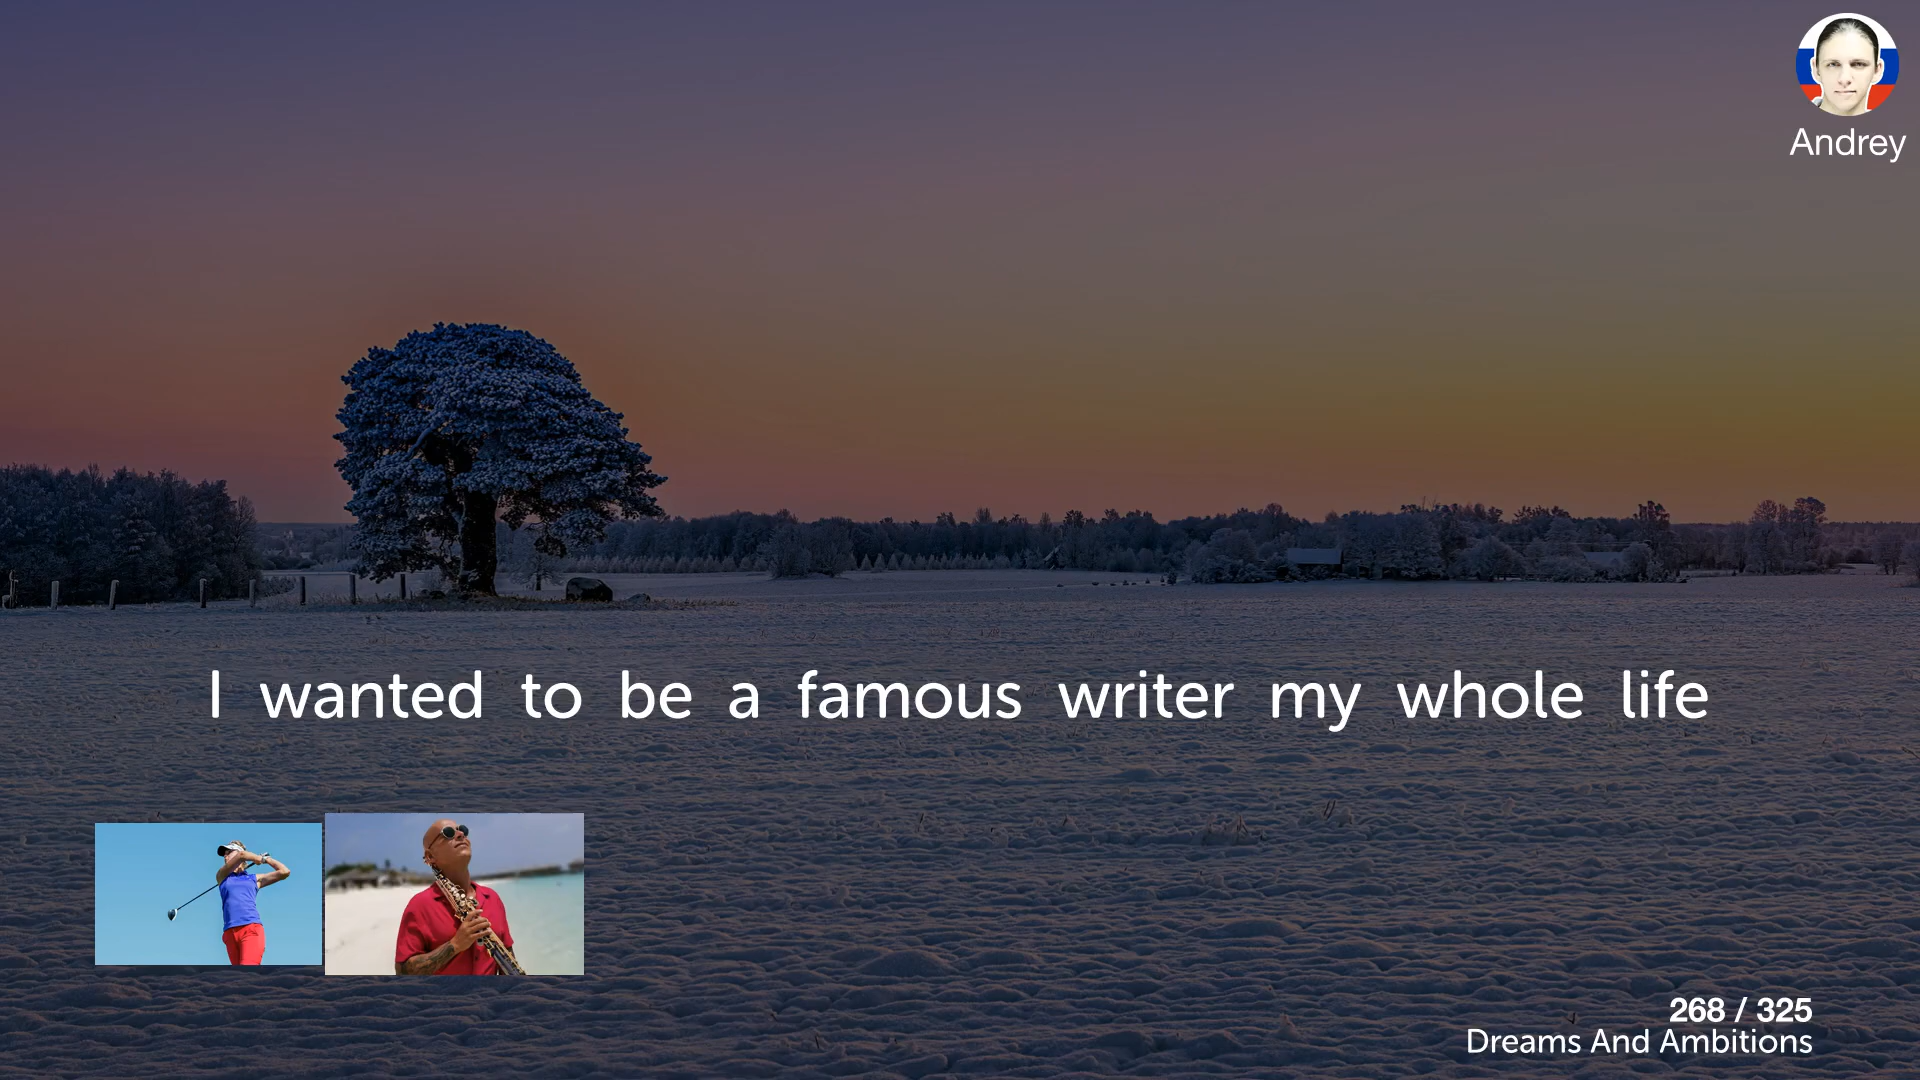 Andrey
I wanted to be a famous writer my whole life
268 / 325
Dreams And Ambitions